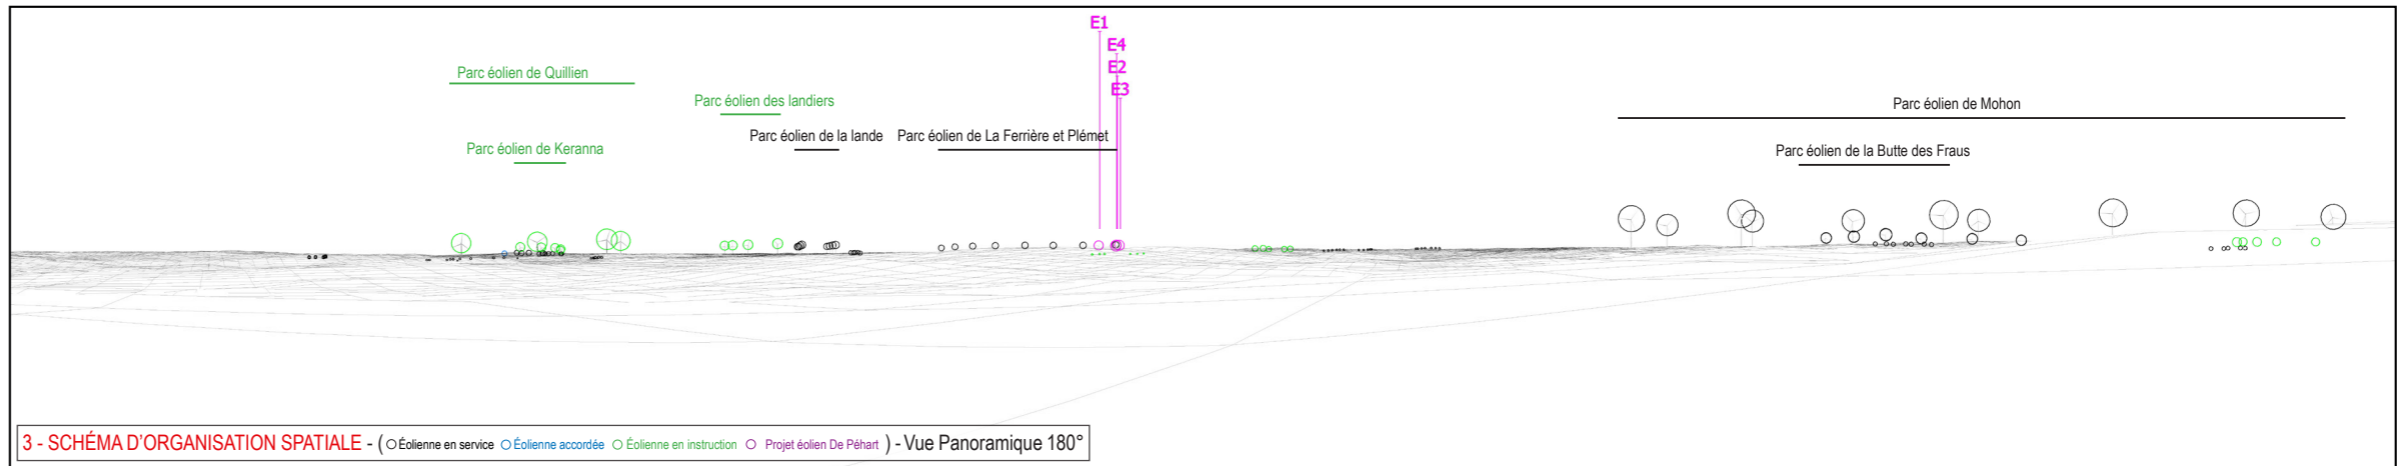 E1
E4
E2
E3
Parc éolien de Quillien
Parc éolien des landiers
Parc éolien de Mohon
Parc éolien de la lande
Parc éolien de La Ferrière et Plémet
Parc éolien de Keranna
Parc éolien de la Butte des Fraus
3 - SCHÉMA D'ORGANISATION SPATIALE - ( Éolienne en service Éolienne accordée Éolienne en instruction Projet éolien De Péhart ) - Vue Panoramique 180°